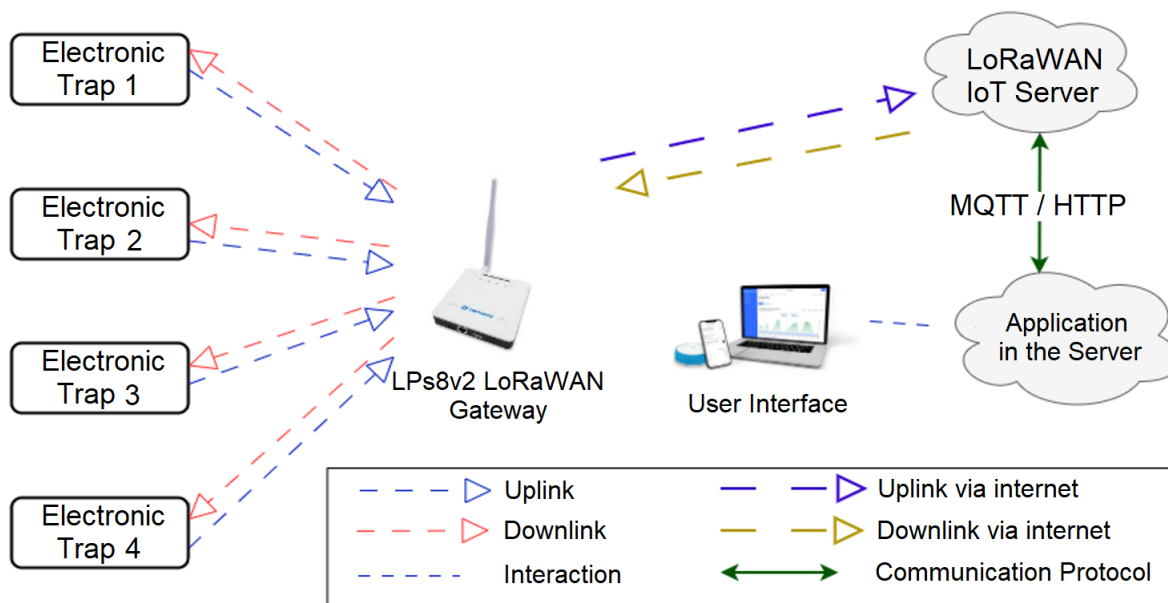 Electronic
Trap 1
Electronic
Trap 2
Electronic
Trap 3
Electronic
Trap 4
LPs8v2 LoRaWAN
Gateway
User Interface
LoRaWAN
IoT Server
MQTT / HTTP
Application
in the Server
Uplink
Downlink
Interaction
Uplink via internet
Downlink via internet
Communication Protocol